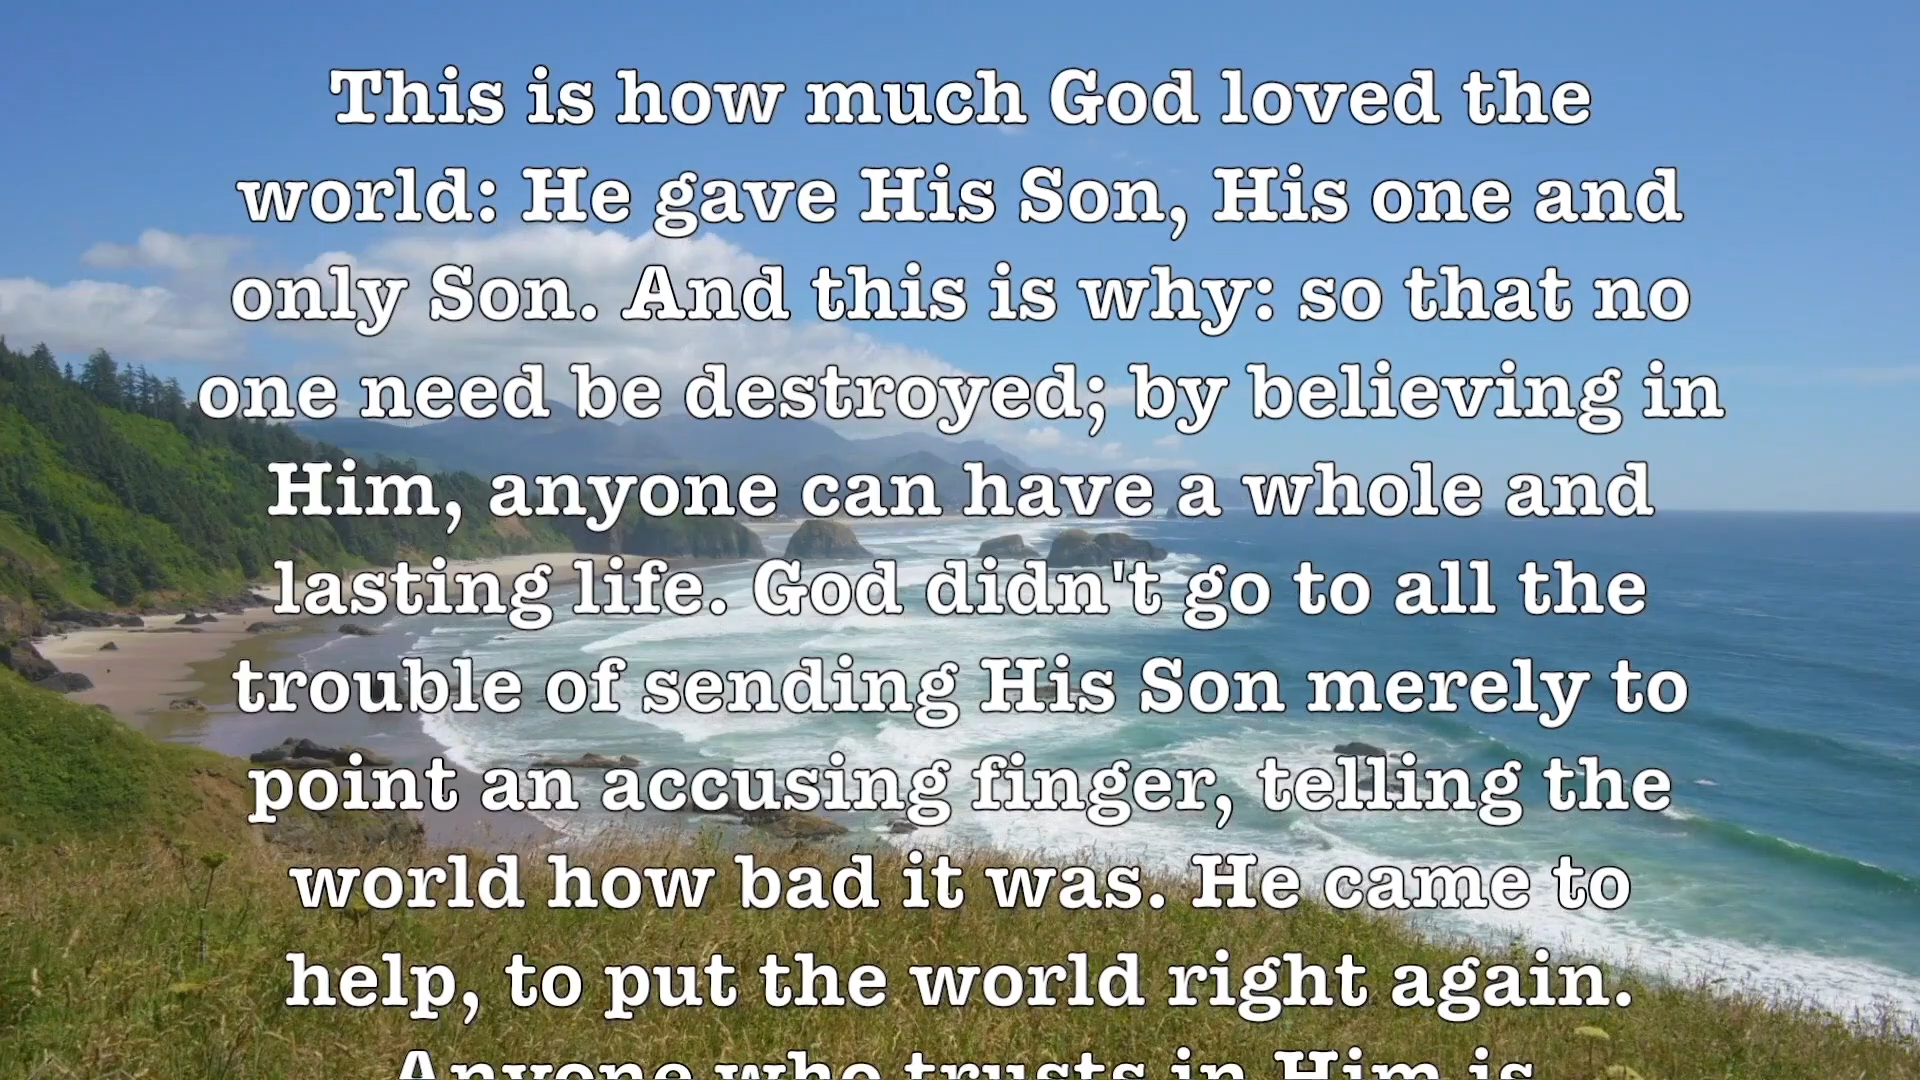 This is how much God loved the
world: He gave His Son, His one and
only Son. And this is why: so that no
one need be destroyed; by believing in
Him, anyone can have a whole and
lasting life. God didn't go to all the
trouble of sending His Son merely to
point an accusing finger, telling the
world how bad it was. He came to
help, to put the world right again.
Anyone who trusts in Him is